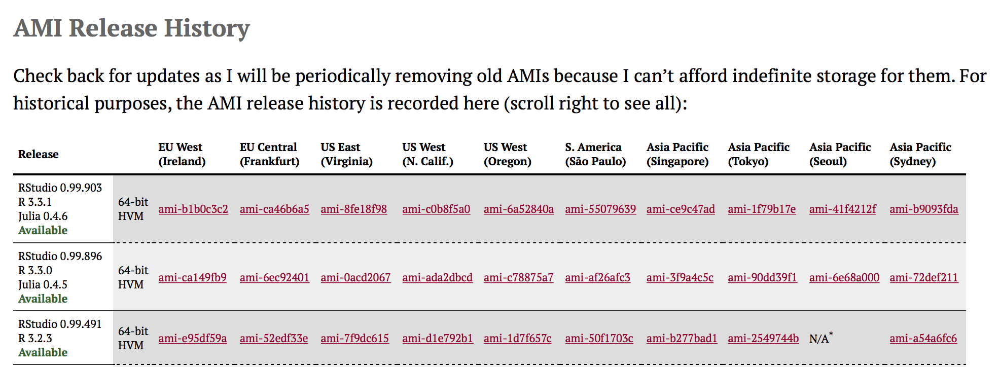 AMI Release History
Check back for updates as I will be periodically removing old AMIs because I can’t afford indefinite storage for them. For
historical purposes, the AMI release history is recorded here (scroll right to see all):
Release EU West (Ireland) EU Central (Frankfurt) US East (Virginia) US West (N. Calif.) US West (Oregon) S. America (São Paulo) Asia Pacific (Singapore) Asia Pacific (Tokyo) Asia Pacific (Seoul) Asia Pacific (Sydney)
RStudio 0.99.903
R 3.3.1
Julia 0.4.6
Available
64-bit HVM ami-b1b0c3c2 ami-ca46b6a5 ami-8fe18f98 ami-c0b8f5a0 ami-6a52840a ami-55079639 ami-ce9c47ad ami-1f79b17e ami-41f4212f ami-b9093fda
RStudio 0.99.896
R 3.3.0
Julia 0.4.5
Available
64-bit HVM ami-ca149fb9 ami-6ec92401 ami-0acd2067 ami-ada2dbcd ami-c78875a7 ami-af26afc3 ami-3f9a4c5c ami-90dd39f1 ami-6e68a000 ami-72def211
RStudio 0.99.491
R 3.2.3
Available
64-bit HVM ami-e95df59a ami-52edf33e ami-7f9dc615 ami-d1e792b1 ami-1d7f657c ami-50f1703c ami-b277bad1 ami-2549744b N/A* ami-a54a6fc6